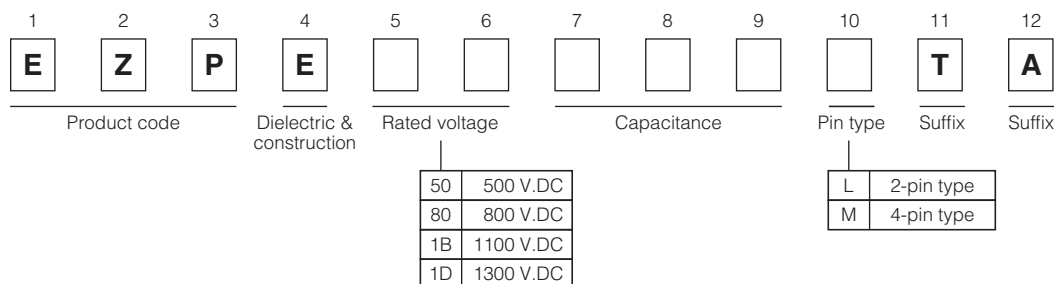 1 2 3 4 5 6 7 8 9 10 11 12
E Z P E T A
Product code Dielectric & Rated voltage Capacitance Pin type Suffix Suffix
construction
50 500 V.DC L 2-pin type
80 800 V.DC M 4-pin type
1B 1100 V.DC
1D 1300 V.DC